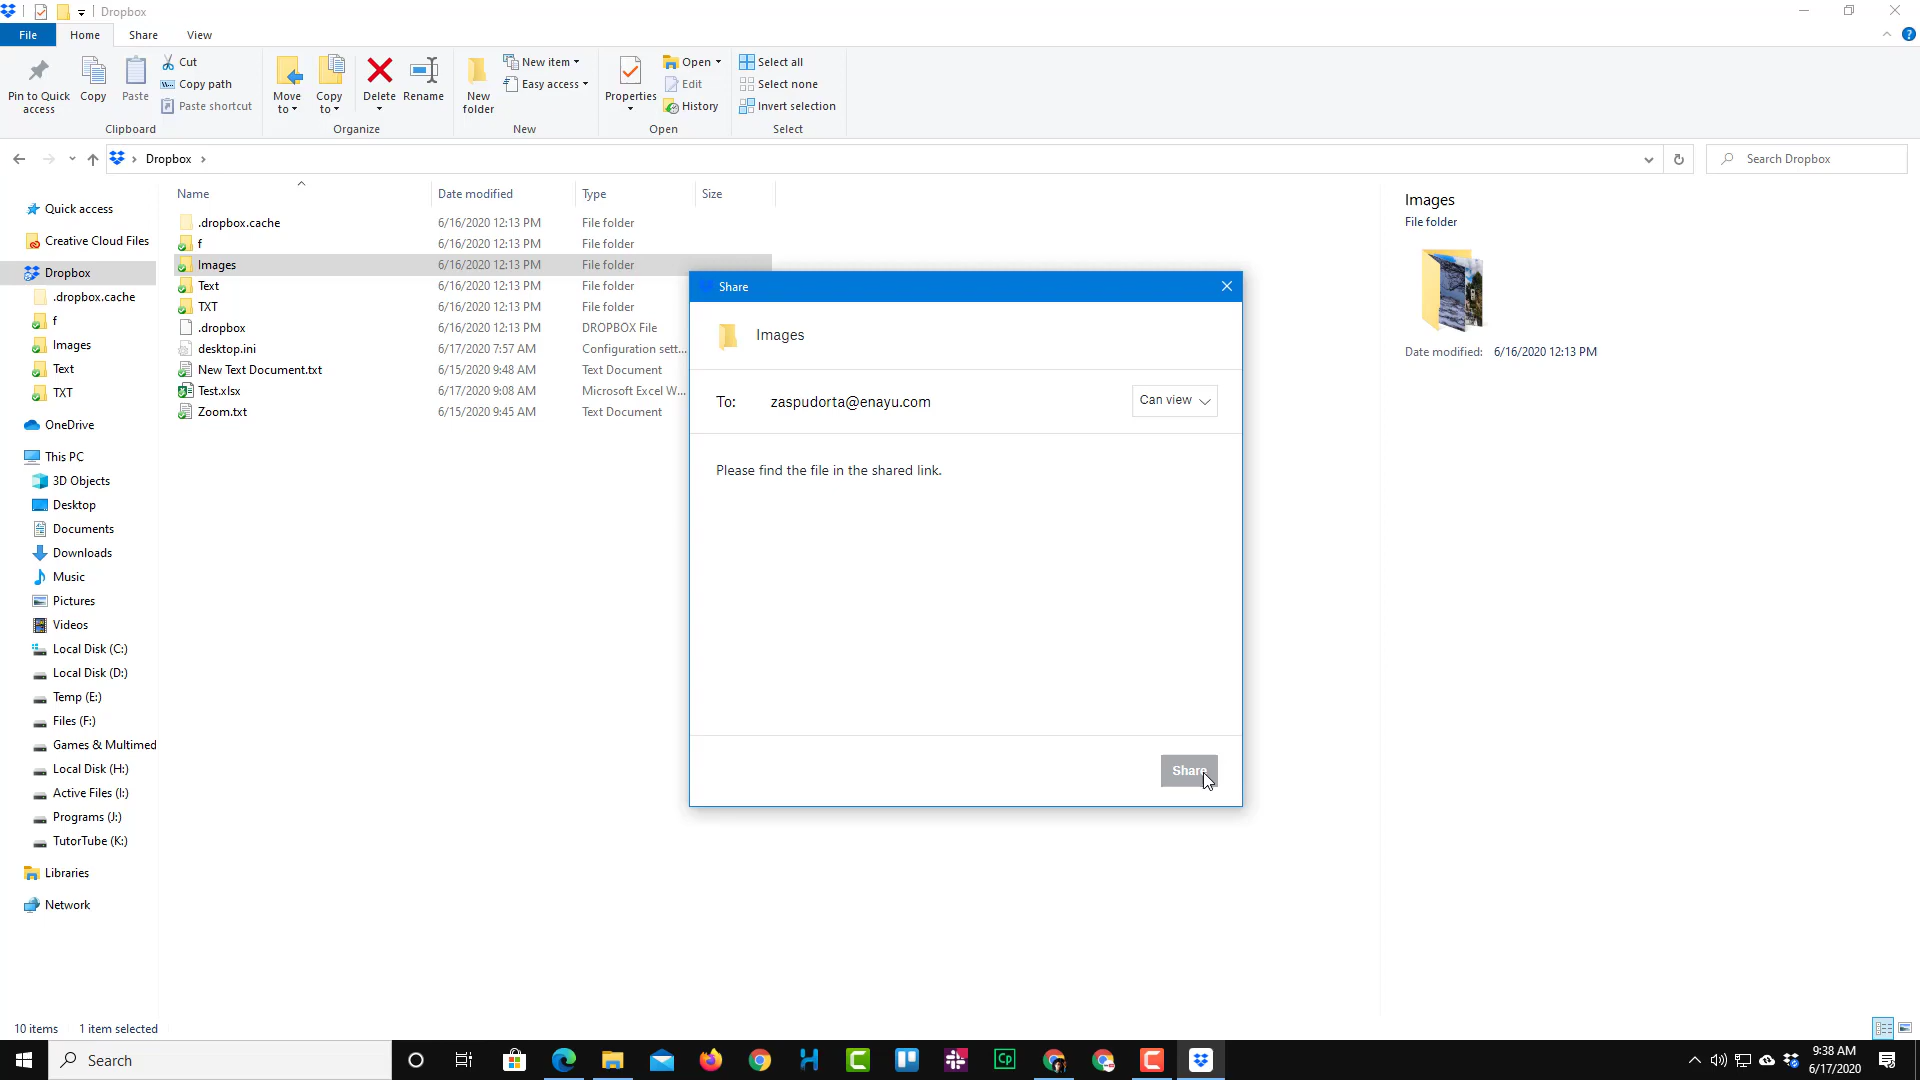 Dropbox
File Home Share View
Pin to Quick access
Copy
Paste
Cut
Copy path
Paste shortcut
Clipboard
Move to
Copy to
Delete
Rename
Organize
New folder
New item
Easy access
New
Properties
Open
Edit
History
Open
Select all
Select none
Invert selection
Select
Dropbox
Search Dropbox
Quick access
Creative Cloud Files
Dropbox
.dropbox.cache
f
Images
Text
TXT
OneDrive
This PC
3D Objects
Desktop
Documents
Downloads
Music
Pictures
Videos
Local Disk (C:)
Local Disk (D:)
Temp (E:)
Files (F:)
Games & Multimed
Local Disk (H:)
Active Files (I:)
Programs (J:)
TutorTube (K:)
Libraries
Network
Name Date modified Type Size
.dropbox.cache 6/16/2020 12:13 PM File folder
f 6/16/2020 12:13 PM File folder
Images 6/16/2020 12:13 PM File folder
Text 6/16/2020 12:13 PM File folder
TXT 6/16/2020 12:13 PM File folder
.dropbox 6/16/2020 12:13 PM DROPBOX File
desktop.ini 6/17/2020 7:57 AM Configuration sett...
New Text Document.txt 6/15/2020 9:48 AM Text Document
Test.xlsx 6/17/2020 9:08 AM Microsoft Excel W...
Zoom.txt 6/15/2020 9:45 AM Text Document
Share
Images
To: zaspudorta@enayu.com Can view
Please find the file in the shared link.
Share
Images
File folder
Date modified: 6/16/2020 12:13 PM
10 items 1 item selected
Search
Cp
9:38 AM
6/17/2020